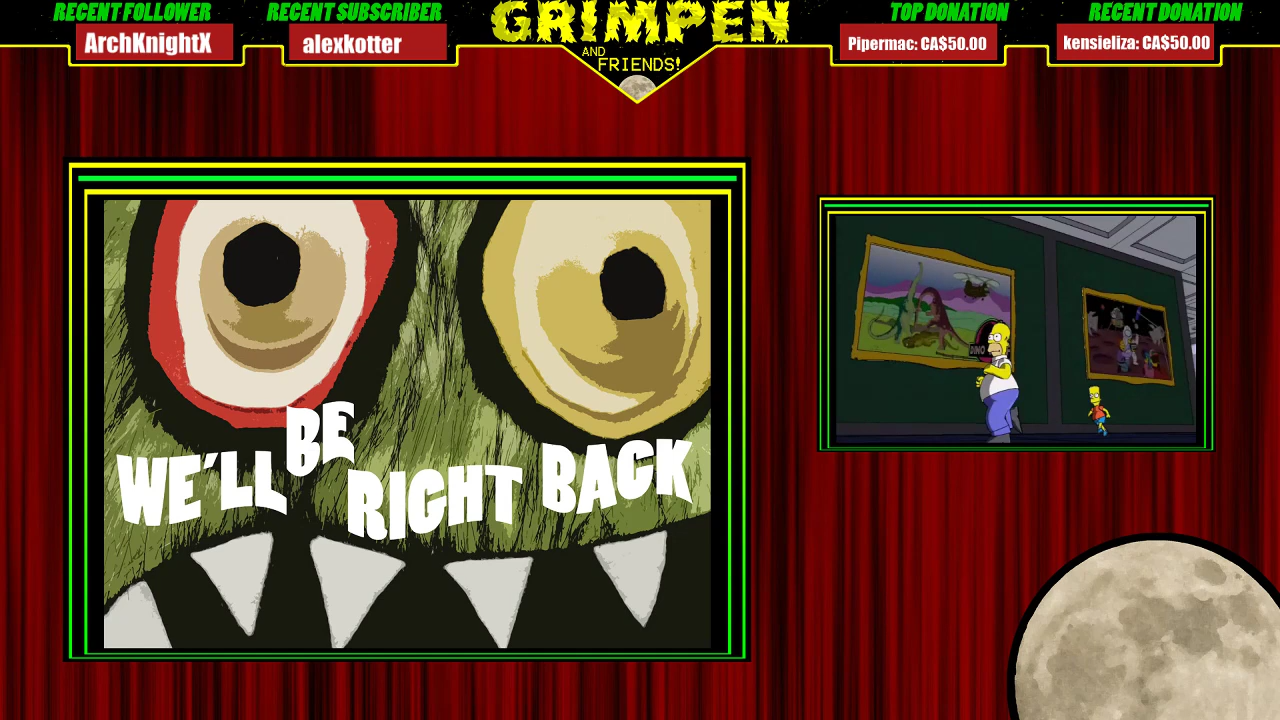 RECENT FOLLOWER
ArchKnightX
RECENT SUBSCRIBER
alexkotter
GRIMPEN
AND
FRIENDS!
TOP DONATION
Pipermac: CA$50.00
RECENT DONATION
kensieliza: CA$50.00
WE'LL BE RIGHT BACK
DINO